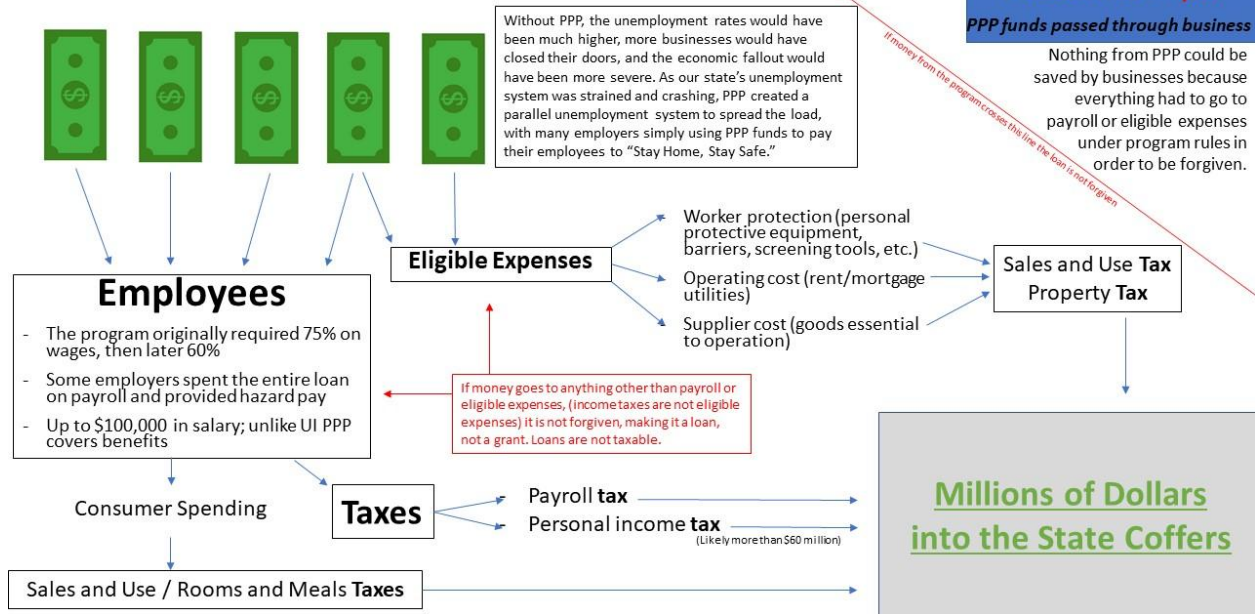 Without PPP, the unemployment rates would have
been much higher, more businesses would have
closed their doors, and the economic fallout would
have been more severe. As our state's unemployment
system was strained and crashing, PPP created a
parallel unemployment system to spread the load,
with many employers simply using PPP funds to pay
their employees to “Stay Home, Stay Safe.”
If money from the program crosses this line the loan is not forgiven
PPP funds passed through business
Nothing from PPP could be
saved by businesses because
everything had to go to
payroll or eligible expenses
under program rules in
order to be forgiven.
Eligible Expenses
- Worker protection (personal
protective equipment,
barriers, screening tools, etc.)
- Operating cost (rent/mortgage
utilities)
- Supplier cost (goods essential
to operation)
Sales and Use Tax
Property Tax
Employees
- The program originally required 75% on
wages, then later 60%
- Some employers spent the entire loan
on payroll and provided hazard pay
- Up to $100,000 in salary; unlike UI PPP
covers benefits
If money goes to anything other than payroll or
eligible expenses, (income taxes are not eligible
expenses) it is not forgiven, making it a loan,
not a grant. Loans are not taxable.
Consumer Spending
Taxes
- Payroll tax
- Personal income tax
(Likely more than $60 million)
Millions of Dollars
into the State Coffers
Sales and Use / Rooms and Meals Taxes